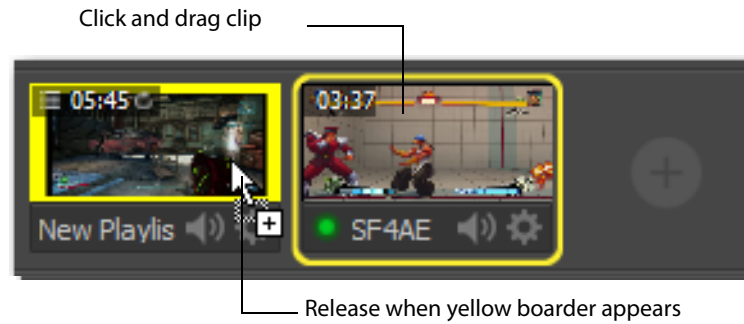 Click and drag clip
05:45
03:37
New Playlis
SF4AE
Release when yellow boarder appears